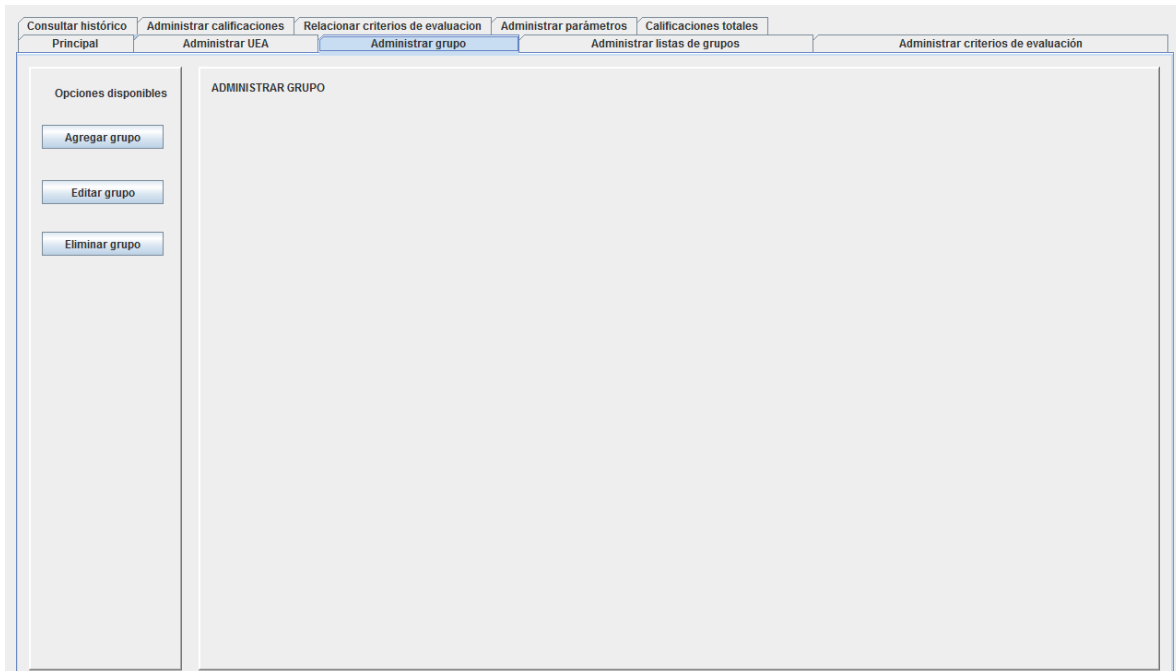 Consultar histórico Administrar calificaciones Relacionar criterios de evaluacion Administrar parámetros Calificaciones totales
Principal Administrar UEA Administrar grupo Administrar listas de grupos Administrar criterios de evaluación
Opciones disponibles
Agregar grupo
Editar grupo
Eliminar grupo
ADMINISTRAR GRUPO